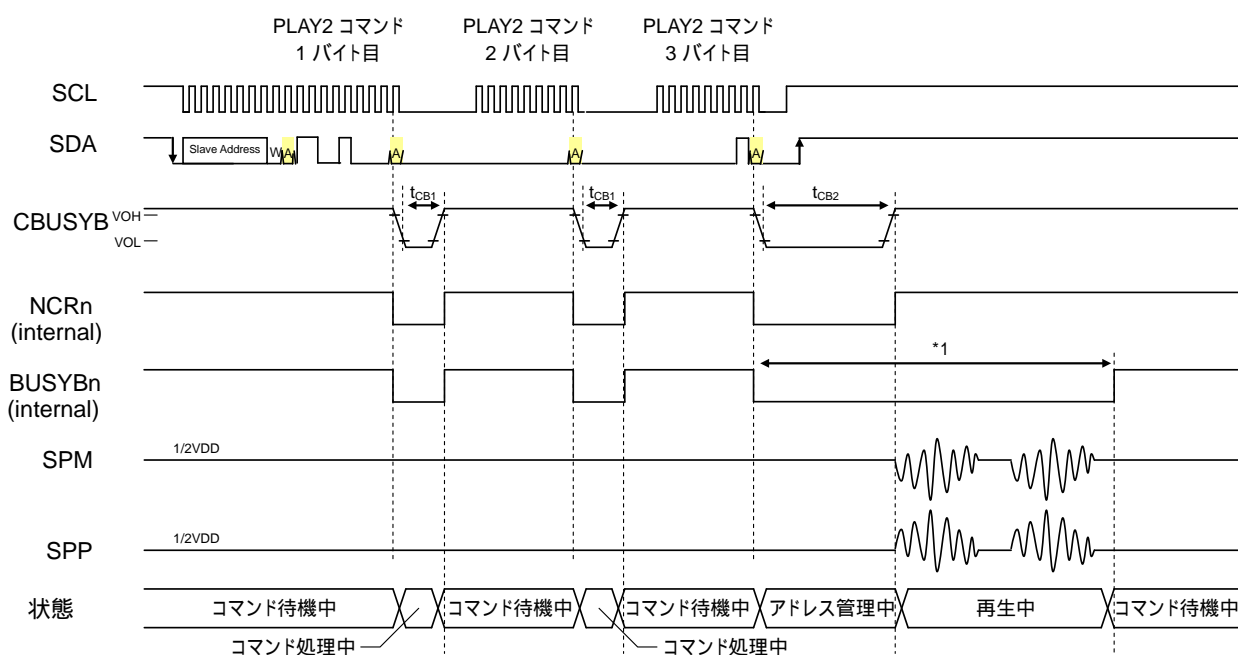 PLAY2 コマンド PLAY2 コマンド PLAY2 コマンド
1 バイト目 2 バイト目 3 バイト目
SCL
SDA Slave Address W A A A A
tCB1 tCB1 tCB2
CBUSYB VOH
VOL
NCRn
(internal)
*1
BUSYBn
(internal)
SPM 1/2VDD
SPP 1/2VDD
状態 コマンド待機中 コマンド待機中 コマンド待機中 アドレス管理中 再生中 コマンド待機中
コマンド処理中 コマンド処理中